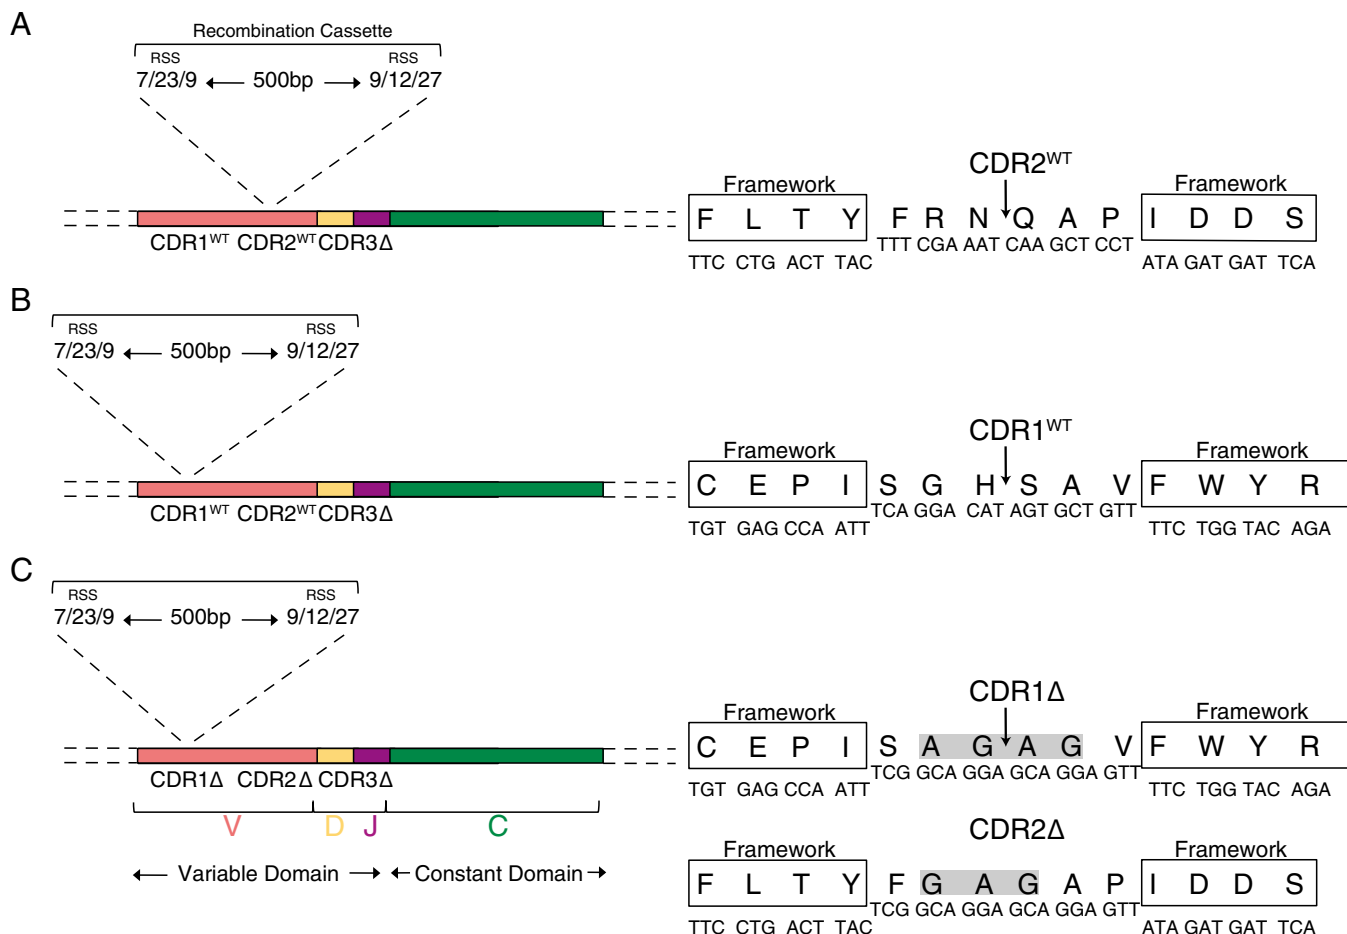 A
Recombination Cassette
RSS RSS
7/23/9 500bp 9/12/27
CDR1WT CDR2WT CDR3Δ
CDR2WT
Framework Framework
F L T Y F R N Q A P I D D S
TTT CGA AAT CAA GCT CCT
TTC CTG ACT TAC ATA GAT GAT TCA
B
RSS RSS
7/23/9 500bp 9/12/27
CDR1WT CDR2WT CDR3Δ
CDR1WT
Framework Framework
C E P I S G H S A V F W Y R
TCA GGA CAT AGT GCT GTT
TGT GAG CCA ATT TTC TGG TAC AGA
C
RSS RSS
7/23/9 500bp 9/12/27
CDR1Δ CDR2Δ CDR3Δ
V D J C
Variable Domain Constant Domain
CDR1Δ
Framework Framework
C E P I S A G A G V F W Y R
TCG GCA GGA GCA GGA GTT
TGT GAG CCA ATT TTC TGG TAC AGA
CDR2Δ
Framework Framework
F L T Y F G A G A P I D D S
TCG GCA GGA GCA GGA GTT
TTC CTG ACT TAC ATA GAT GAT TCA